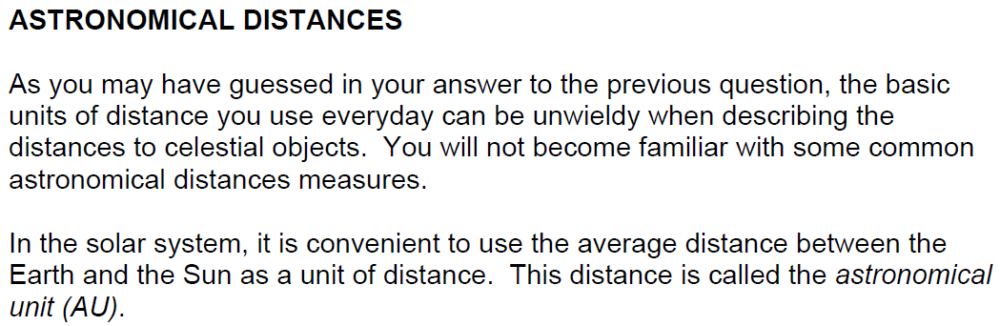 ASTRONOMICAL DISTANCES
As you may have guessed in your answer to the previous question, the basic
units of distance you use everyday can be unwieldy when describing the
distances to celestial objects.  You will not become familiar with some common
astronomical distances measures.
In the solar system, it is convenient to use the average distance between the
Earth and the Sun as a unit of distance.  This distance is called the astronomical
unit (AU).